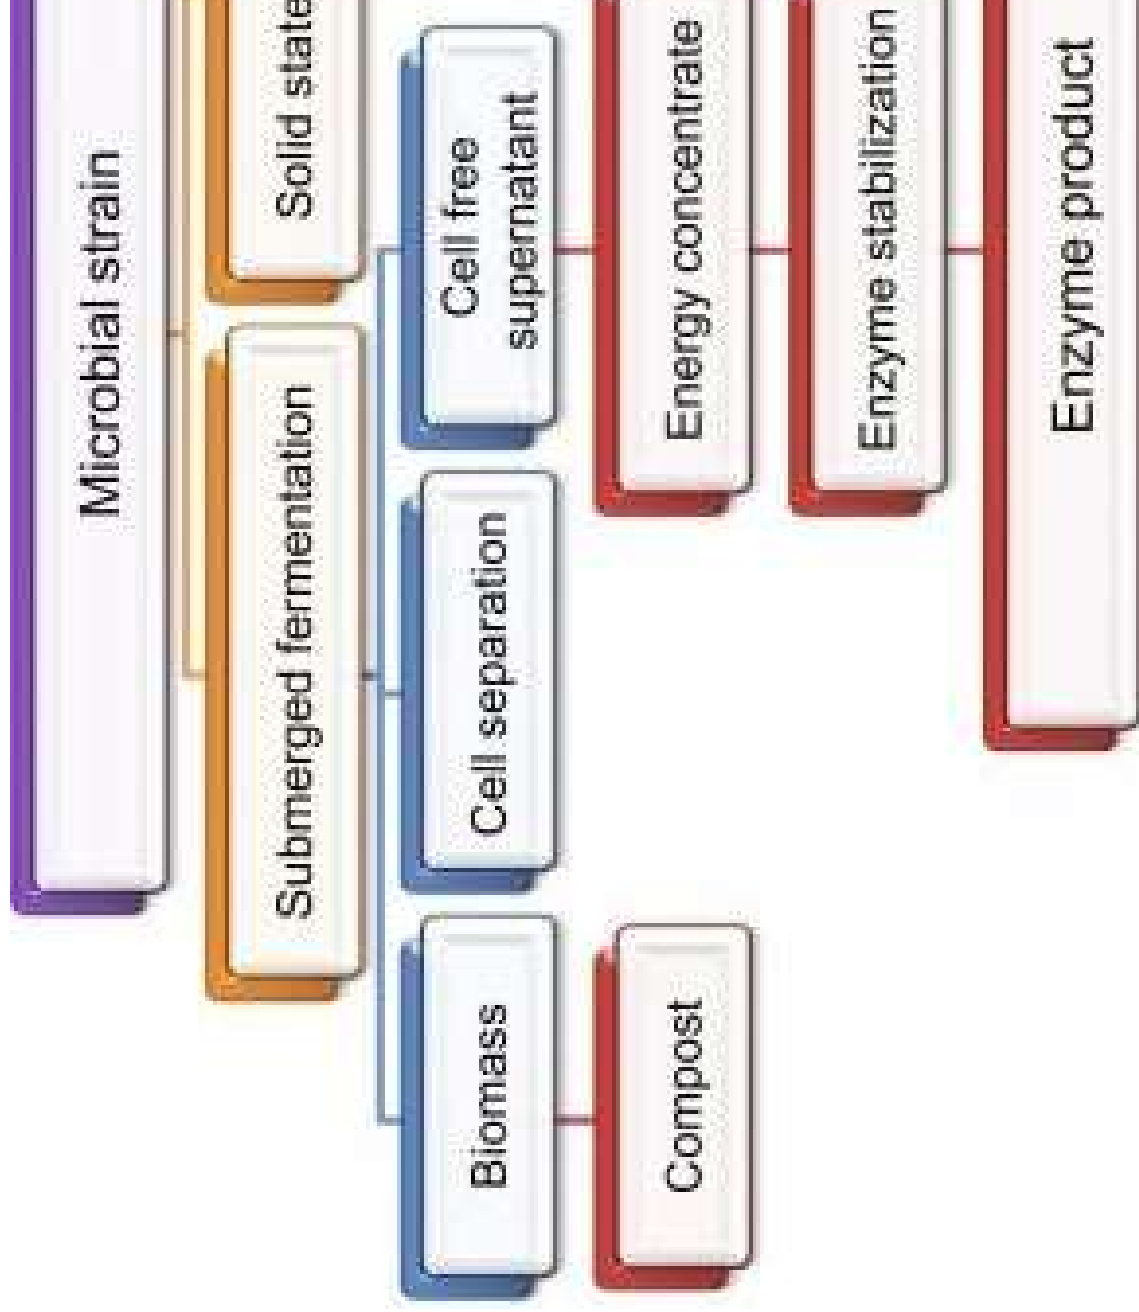 Microbial strain
Submerged fermentation
Solid state
Biomass
Cell separation
Cell free
supernatant
Compost
Energy concentrate
Enzyme stabilization
Enzyme product